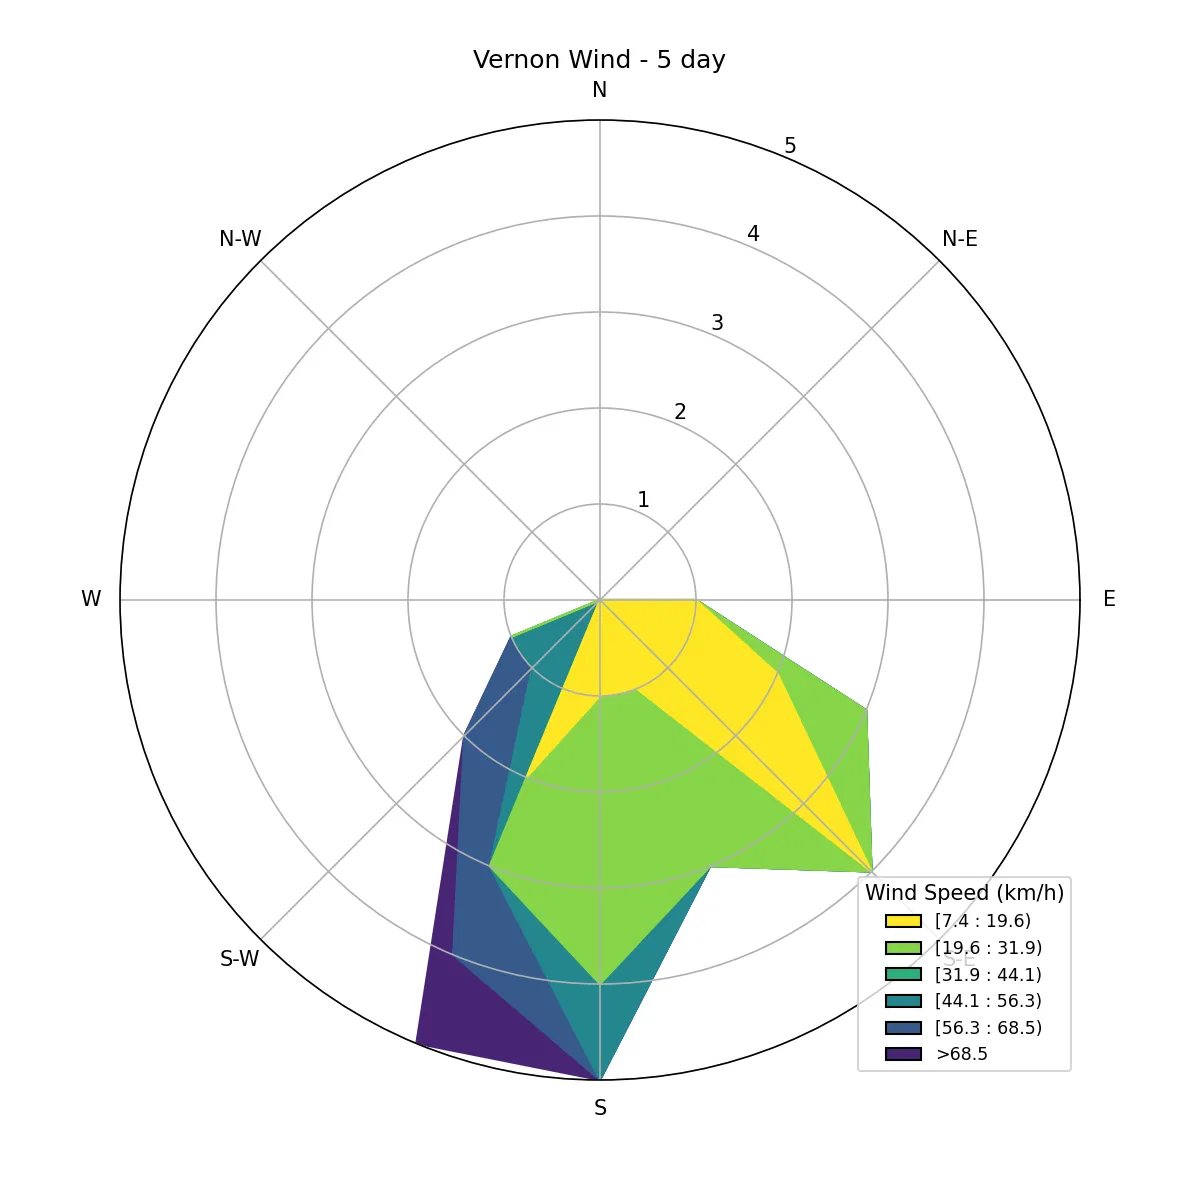 Vernon Wind - 5 day
N
5
N-W
N-E
4
3
2
1
W
E
Wind Speed (km/h)
[7.4 : 19.6)
[19.6 : 31.9)
S-W
S-E
[31.9 : 44.1)
[44.1 : 56.3)
[56.3 : 68.5)
>68.5
S